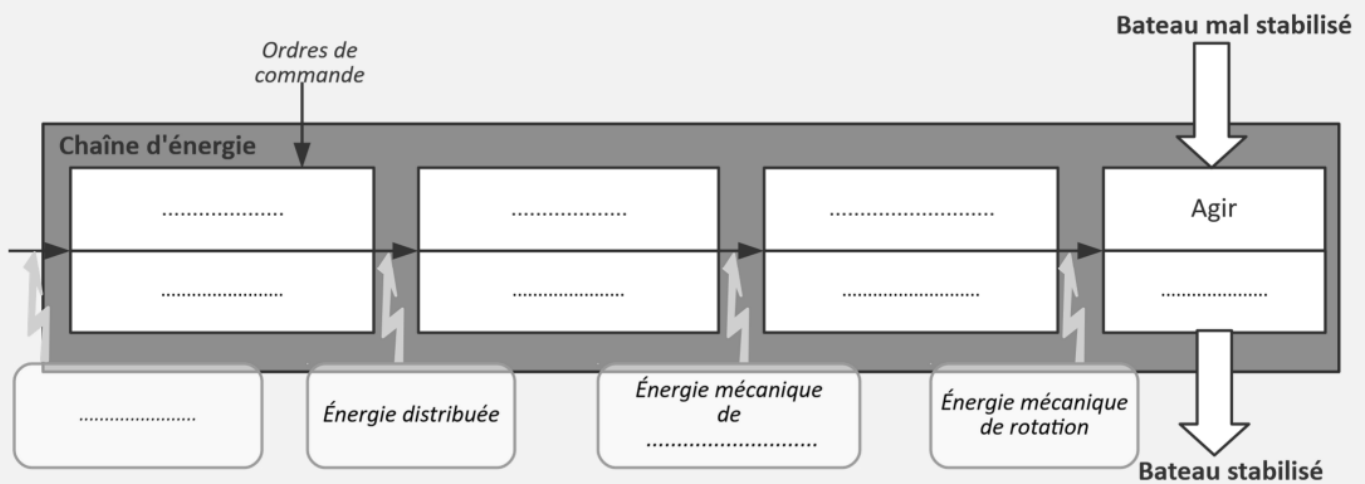 Bateau mal stabilisé
Ordres de
commande
Chaîne d'énergie
....................
...................
...........................
Agir
.......................
.....................
..........................
....................
......................
Énergie distribuée
Énergie mécanique
de
............................
Énergie mécanique
de rotation
Bateau stabilisé